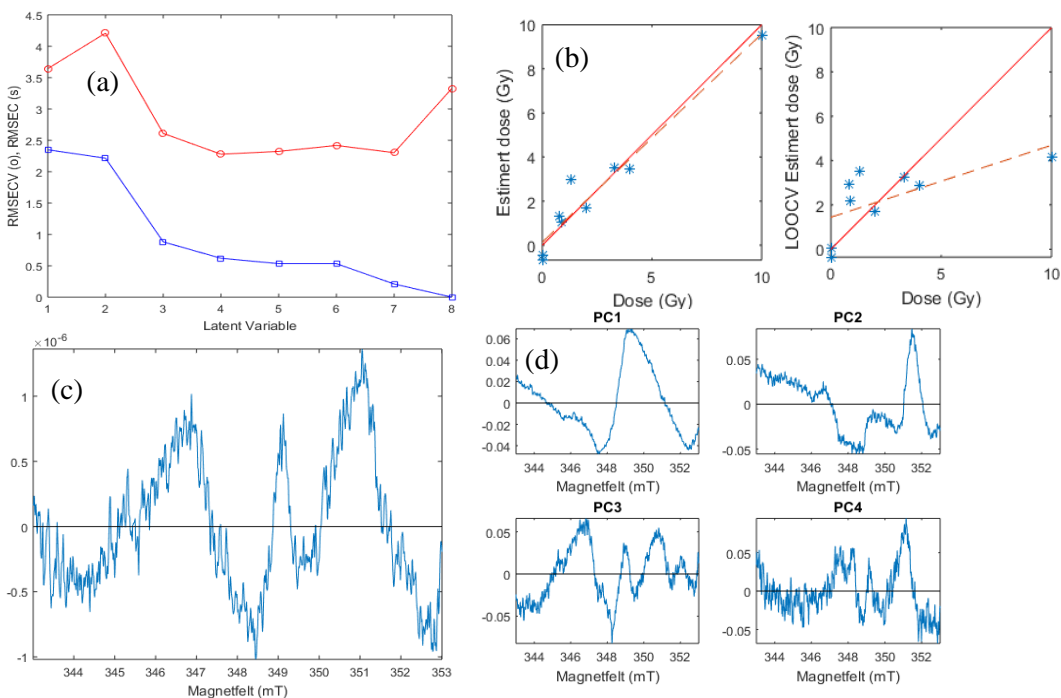 (a)
RMSECV (o), RMSEC (s)
4.5
4
3.5
3
2.5
2
1.5
1
0.5
0
1 2 3 4 5 6 7 8
Latent Variable
(b)
Estimert dose (Gy)
10
8
6
4
2
0
0 5 10
Dose (Gy)
LOOCV Estimert dose (Gy)
10
8
6
4
2
0
0 5 10
Dose (Gy)
(c)
×10-6
1
0.5
0
-0.5
-1
344 345 346 347 348 349 350 351 352 353
Magnetfelt (mT)
(d)
PC1
0.06
0.04
0.02
0
-0.02
-0.04
344 346 348 350 352
Magnetfelt (mT)
PC2
0.05
0
-0.05
344 346 348 350 352
Magnetfelt (mT)
PC3
0.05
0
-0.05
344 346 348 350 352
Magnetfelt (mT)
PC4
0.05
0
-0.05
344 346 348 350 352
Magnetfelt (mT)